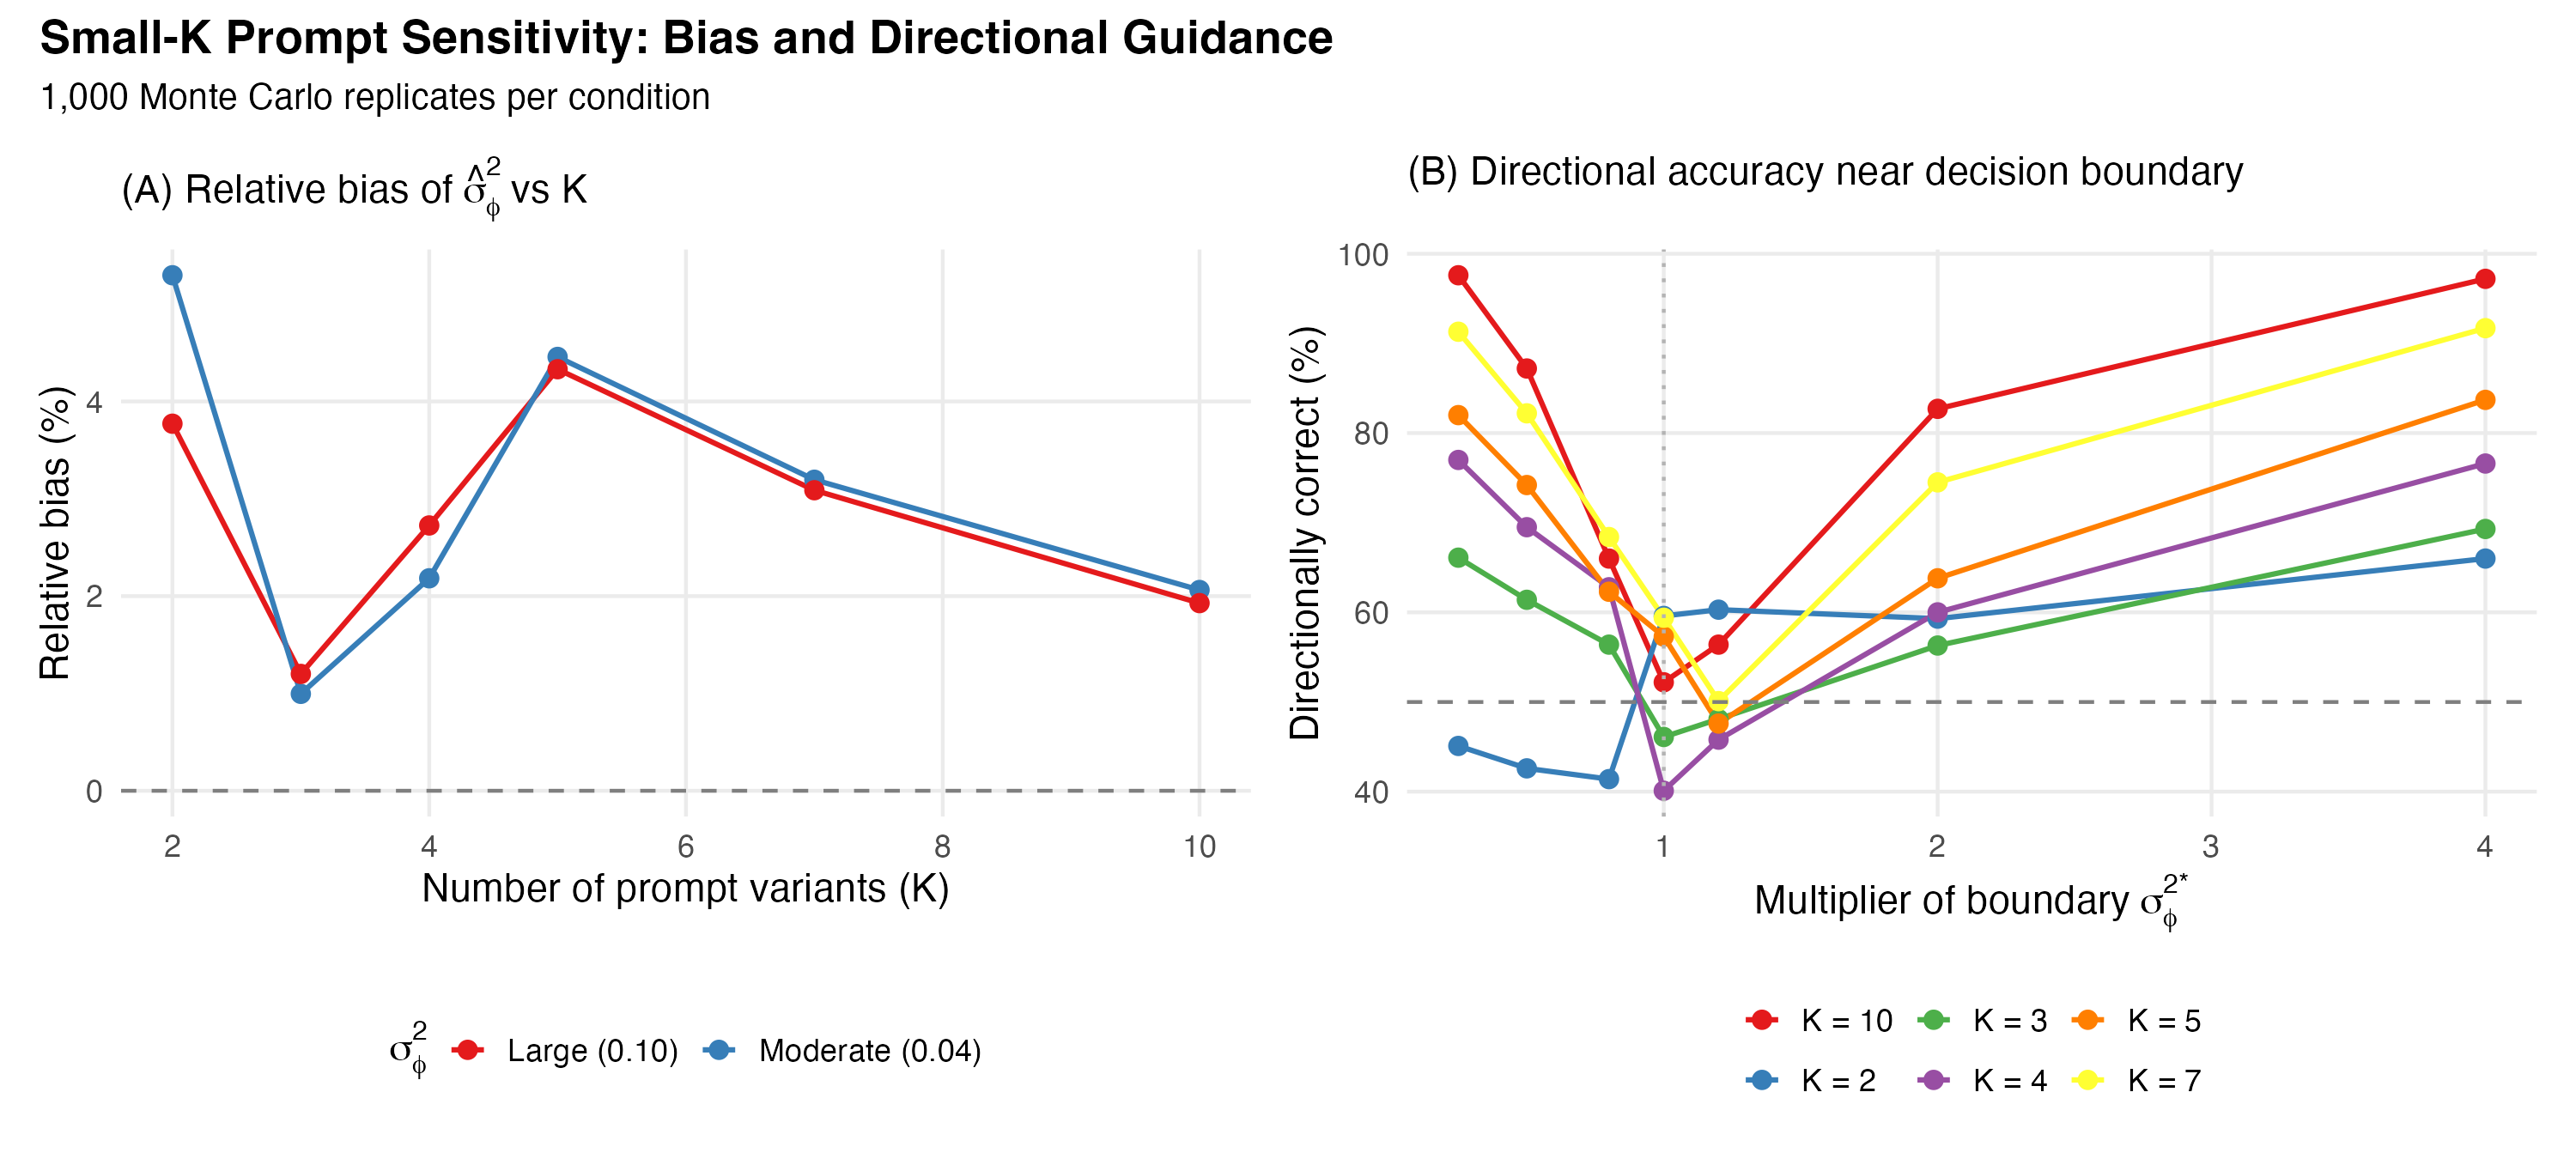 Small-K Prompt Sensitivity: Bias and Directional Guidance
1,000 Monte Carlo replicates per condition
(A) Relative bias of σ̂²ϕ vs K
Relative bias (%)
4
2
0
2 4 6 8 10
Number of prompt variants (K)
σ²ϕ Large (0.10) Moderate (0.04)
(B) Directional accuracy near decision boundary
Directionally correct (%)
100
80
60
40
1 2 3 4
Multiplier of boundary σ²*ϕ
K = 10 K = 3 K = 5
K = 2 K = 4 K = 7